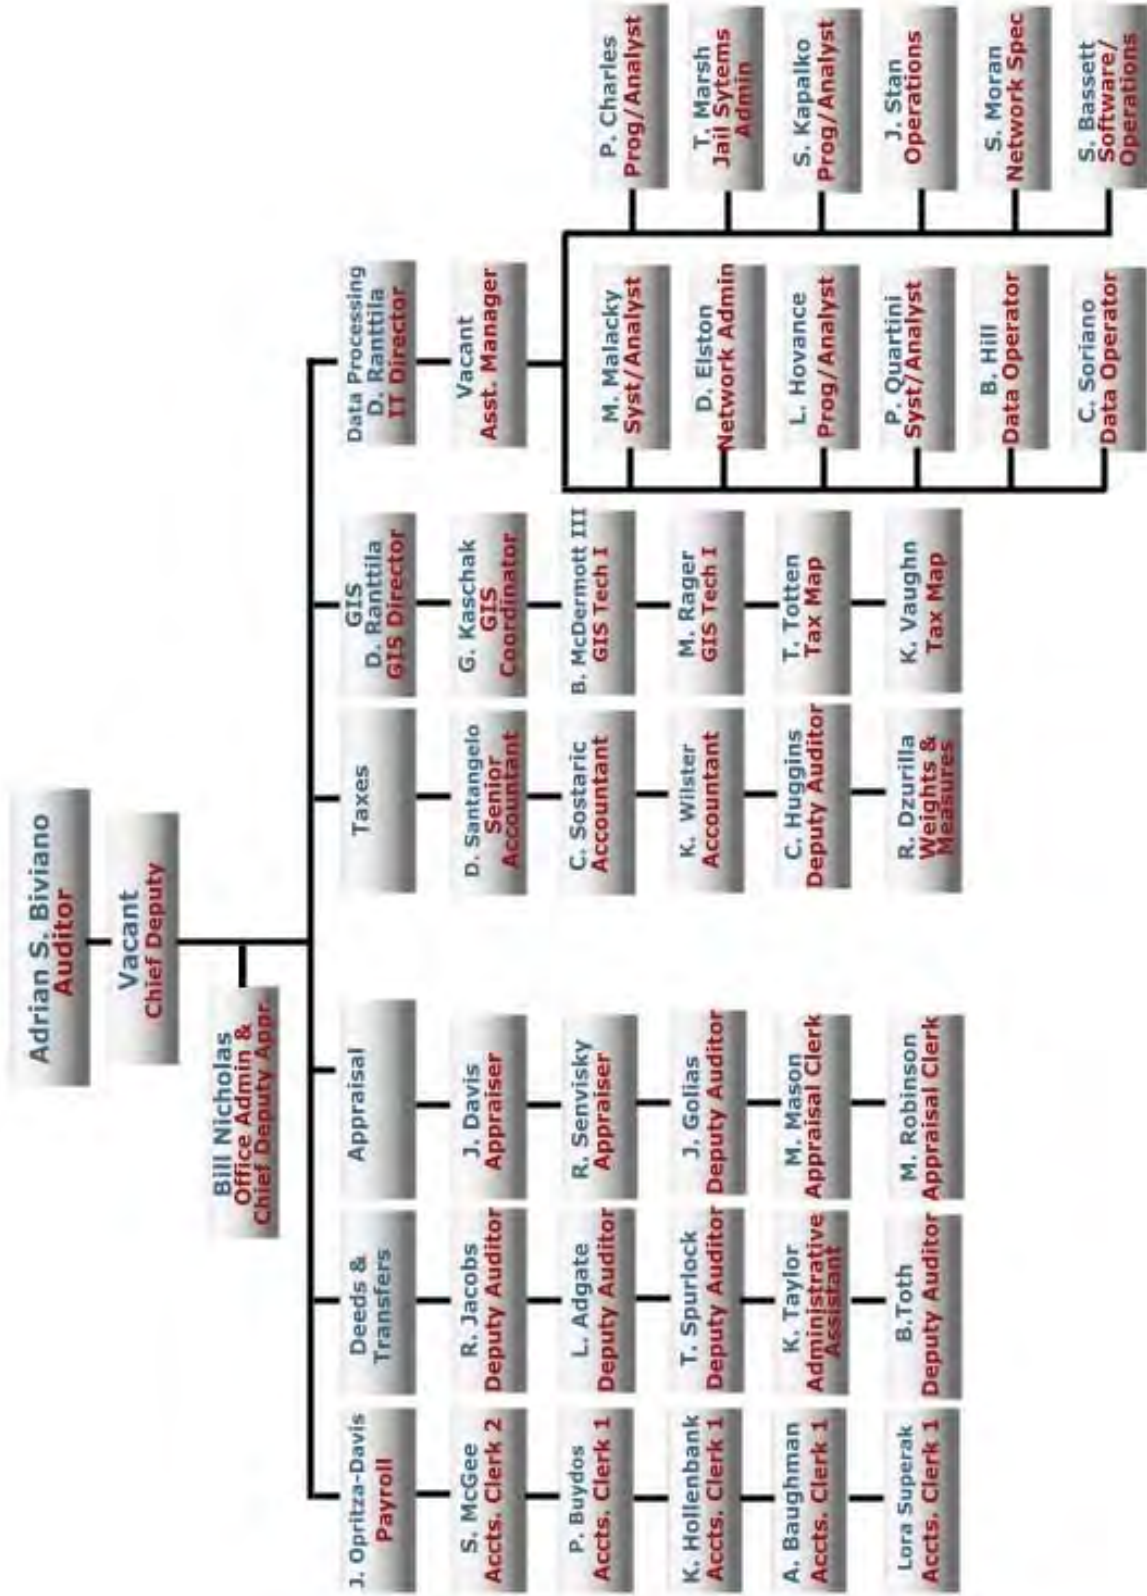 Adrian S. Biviano
Auditor
Vacant
Chief Deputy
Bill Nicholas
Office Admin &
Chief Deputy Appr.
J. Opritza-Davis
Payroll
S. McGee
Accts. Clerk 2
P. Buydos
Accts. Clerk 1
K. Hollenbank
Accts. Clerk 1
A. Baughman
Accts. Clerk 1
Lora Superak
Accts. Clerk 1
Deeds &
Transfers
R. Jacobs
Deputy Auditor
L. Adgate
Deputy Auditor
T. Spurlock
Deputy Auditor
K. Taylor
Administrative
Assistant
B.Toth
Deputy Auditor
Appraisal
J. Davis
Appraiser
R. Senvisky
Appraiser
J. Golias
Deputy Auditor
M. Mason
Appraisal Clerk
M. Robinson
Appraisal Clerk
Taxes
D. Santangelo
Senior
Accountant
C. Sostaric
Accountant
K. Wilster
Accountant
C. Huggins
Deputy Auditor
R. Dzurilla
Weights &
Measures
GIS
D. Ranttila
GIS Director
G. Kaschak
GIS
Coordinator
B. McDermott III
GIS Tech I
M. Rager
GIS Tech I
T. Totten
Tax Map
K. Vaughn
Tax Map
Data Processing
D. Ranttila
IT Director
Vacant
Asst. Manager
M. Malacky
Syst/Analyst
D. Elston
Network Admin
L. Hovance
Prog/Analyst
P. Quartini
Syst/Analyst
B. Hill
Data Operator
C. Soriano
Data Operator
P. Charles
Prog/Analyst
T. Marsh
Jail Sytems
Admin
S. Kapalko
Prog/Analyst
J. Stan
Operations
S. Moran
Network Spec
S. Bassett
Software/
Operations